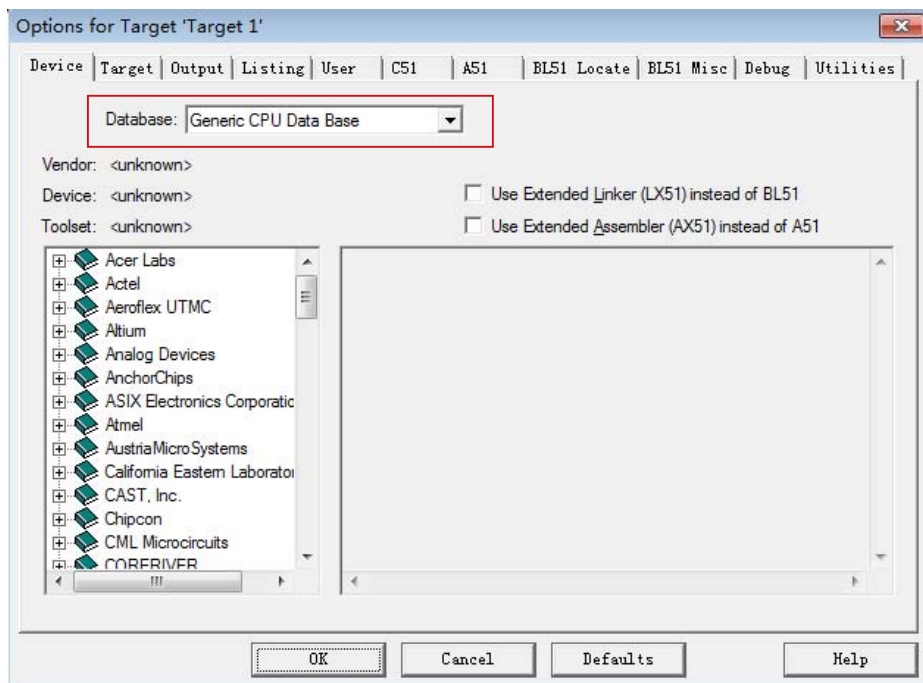 Options for Target 'Target 1'
Device Target Output Listing User C51 A51 BL51 Locate BL51 Misc Debug Utilities
Database: Generic CPU Data Base
Vendor: <unknown>
Device: <unknown>
Use Extended Linker (LX51) instead of BL51
Toolset: <unknown>
Use Extended Assembler (AX51) instead of A51
Acer Labs
Actel
Aeroflex UTMC
Altium
Analog Devices
AnchorChips
ASIX Electronics Corporatic
Atmel
AustriaMicroSystems
California Eastern Laborator
CAST, Inc.
Chipcon
CML Microcircuits
CORERIVER
OK Cancel Defaults Help